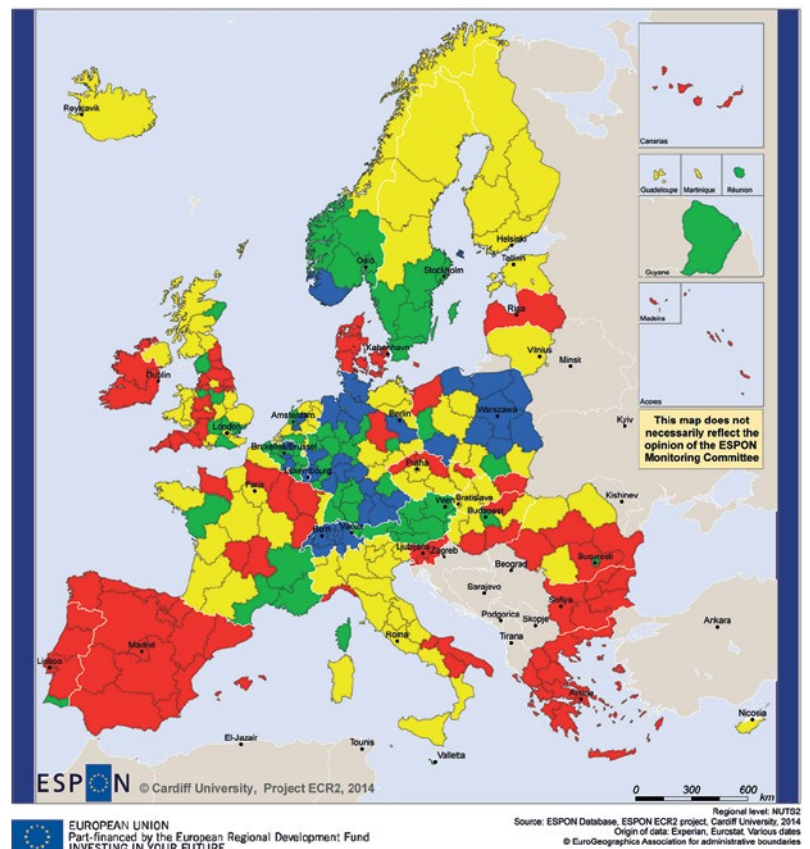 Canarias
Guadeloupe
Martinique
Réunion
Guyane
Madeira
Acores
This map does not
necessarily reflect the
opinion of the ESPON
Monitoring Committee
Reykavik
Helsinki
Tallinn
Oslo
Stockholm
Riga
København
Vilnius
Minsk
Dublin
Amsterdam
Berlin
Warszawa
London
Bruxelles/Brussel
Kyiv
Luxembourg
Praha
Paris
Wien
Bratislava
Kishinev
Budapest
Bern
Vaduz
Ljubljana
Zagreb
Beograd
Bucuresti
Sarajevo
Sofiya
Podgorica
Skopje
Ankara
Roma
Tirana
Madrid
Lisboa
Nicosia
El-Jazair
Tounis
Valletta
ESPON © Cardiff University, Project ECR2, 2014
0 300 600
km
EUROPEAN UNION
Part-financed by the European Regional Development Fund
INVESTING IN YOUR FUTURE
Regional level: NUTS2
Source: ESPON Database, ESPON ECR2 project, Cardiff University, 2014
Origin of data: Experian, Eurostat, Various dates
© EuroGeographics Association for administrative boundaries